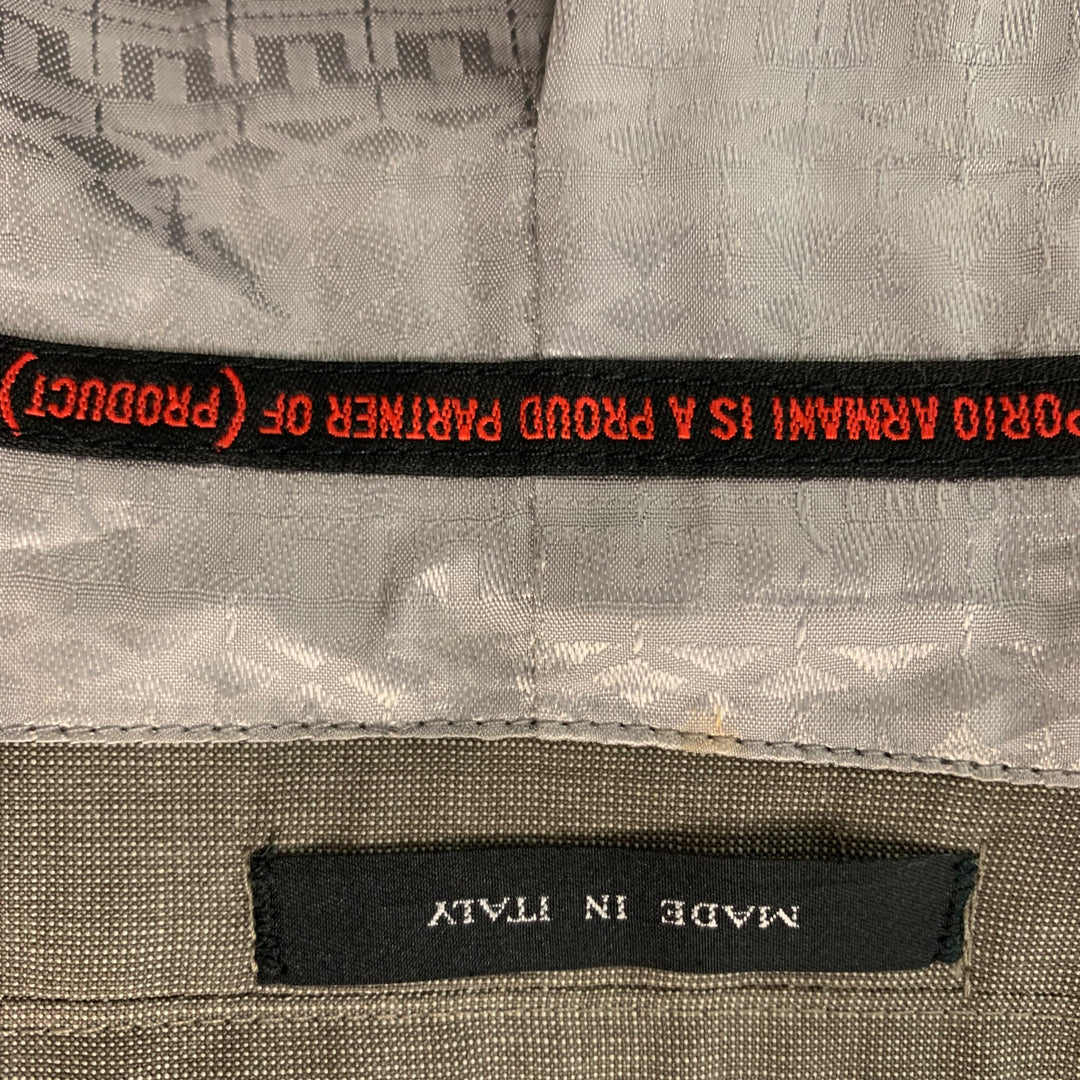 MADE IN ITALY
PORIO ARMANI IS A PROUD PARTNER OF (PRODUCT)